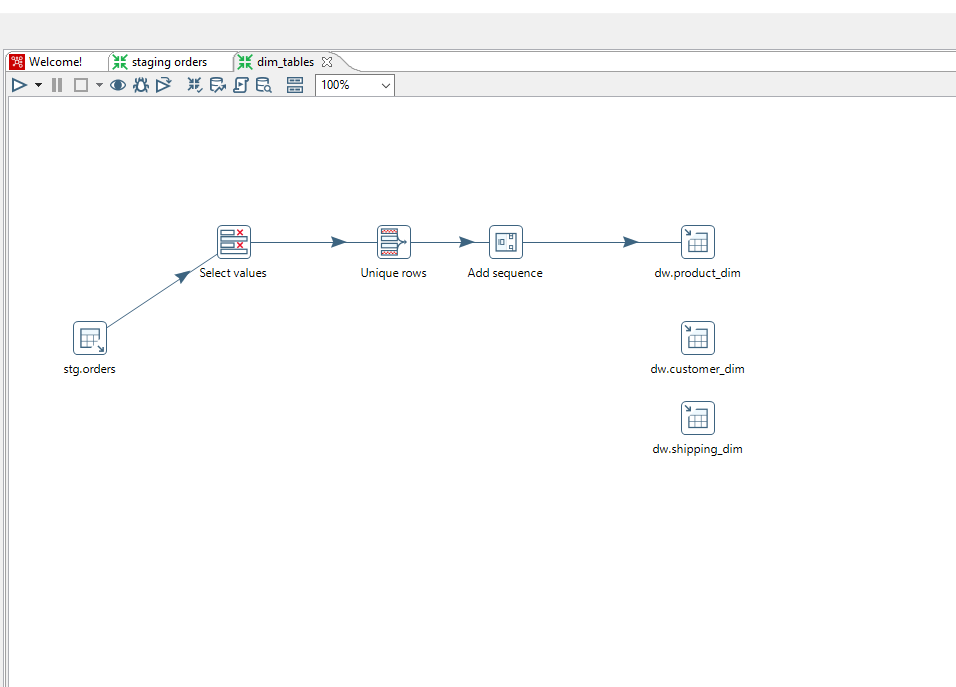 Welcome!
staging orders
dim_tables
100%
Select values
Unique rows
Add sequence
dw.product_dim
stg.orders
dw.customer_dim
dw.shipping_dim